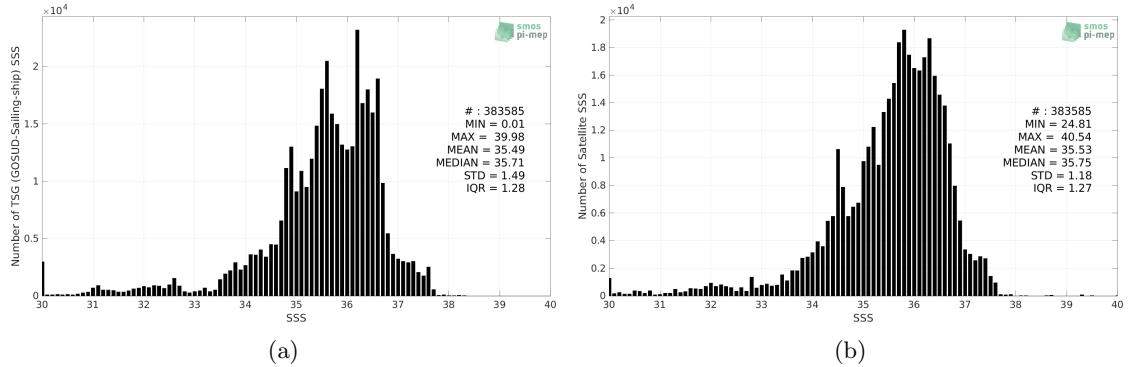 ×10⁴
smos
pi-mep
Number of TSG (GOSUD-Sailing-ship) SSS
2
1.5
1
0.5
0
# : 383585
MIN = 0.01
MAX = 39.98
MEAN = 35.49
MEDIAN = 35.71
STD = 1.49
IQR = 1.28
30 31 32 33 34 35 36 37 38 39 40
SSS
(a)
×10⁴
smos
pi-mep
Number of Satellite SSS
2
1.8
1.6
1.4
1.2
1
0.8
0.6
0.4
0.2
0
# : 383585
MIN = 24.81
MAX = 40.54
MEAN = 35.53
MEDIAN = 35.75
STD = 1.18
IQR = 1.27
30 31 32 33 34 35 36 37 38 39 40
SSS
(b)